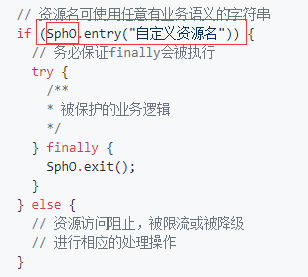 // 资源名可使用任意有业务语义的字符串
if (SphO.entry("自定义资源名")) {
// 务必保证finally会被执行
try {
/**
* 被保护的业务逻辑
*/
} finally {
SphO.exit();
}
} else {
// 资源访问阻止，被限流或被降级
// 进行相应的处理操作
}